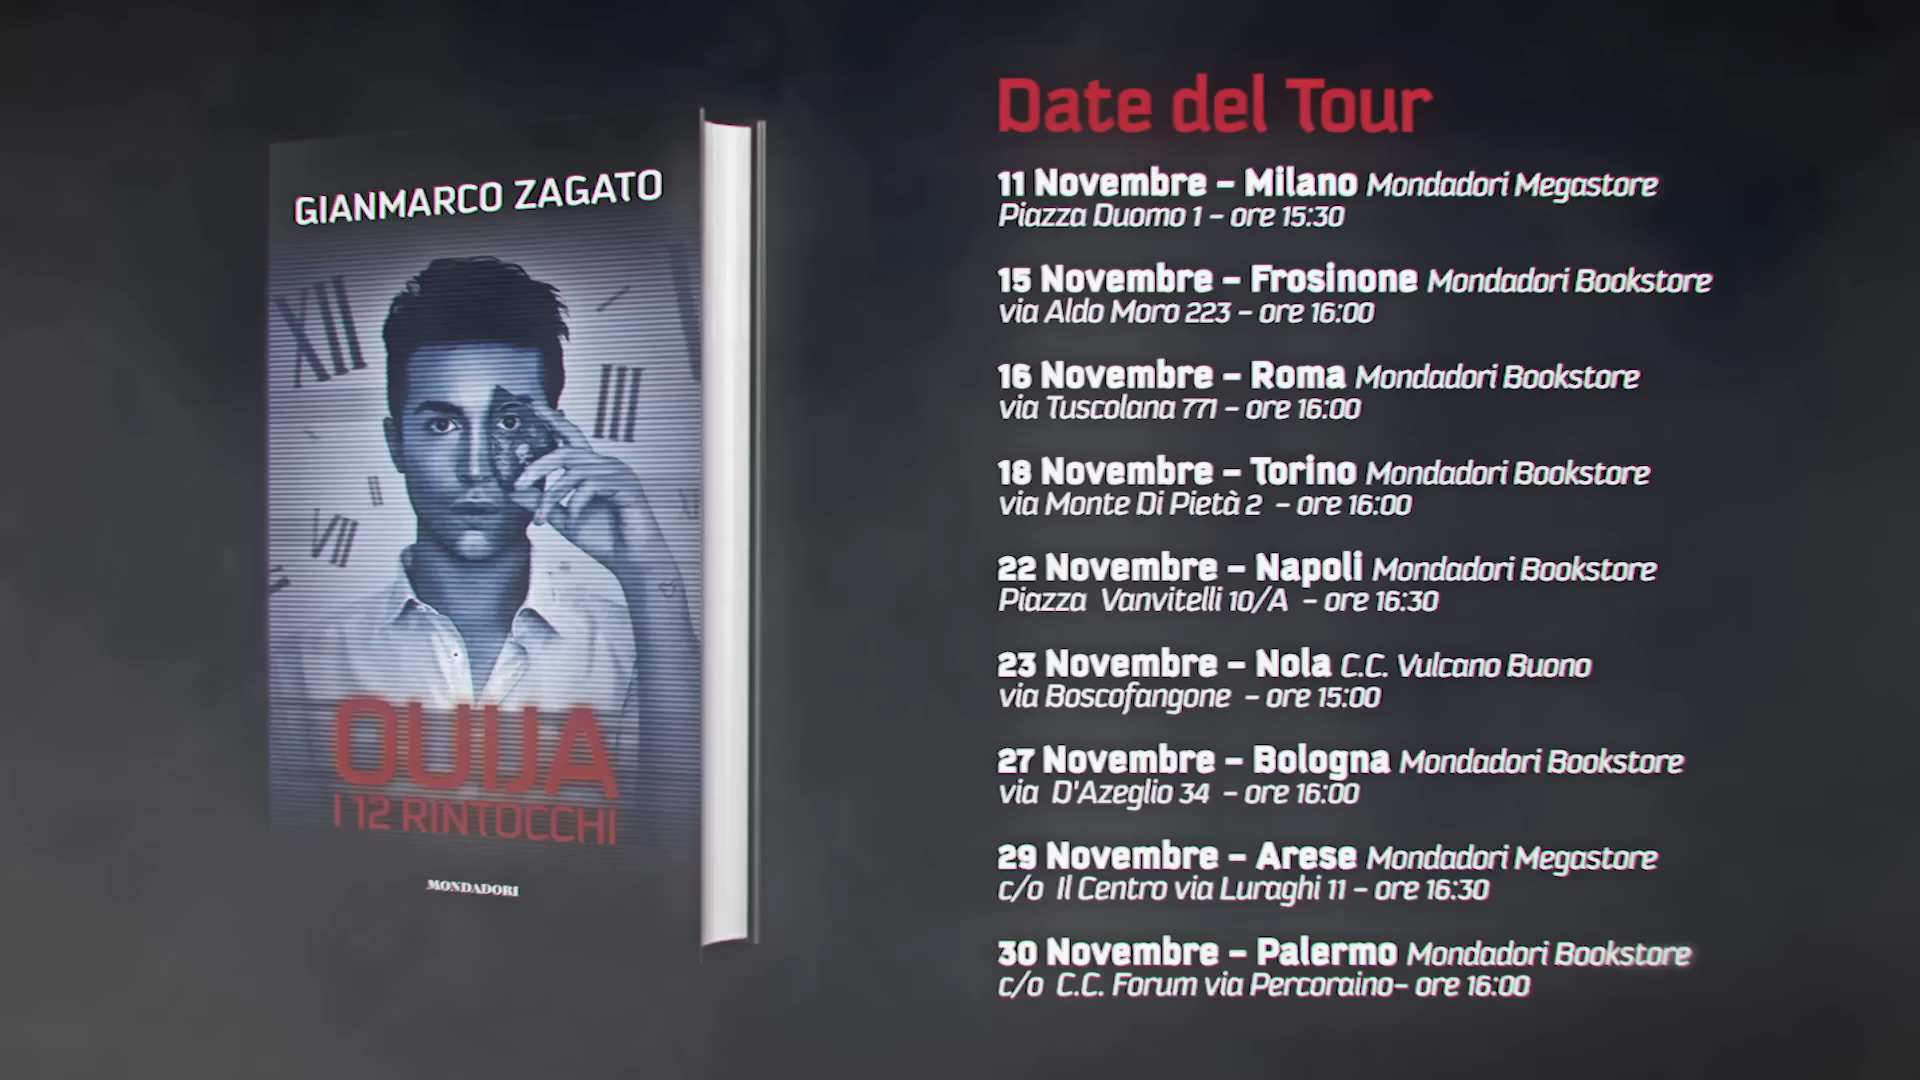 GIANMARCO ZAGATO
XII
III
II
VII
OUIJA
I 12 RINTOCCHI
MONDADORI
Date del Tour
11 Novembre - Milano Mondadori Megastore
Piazza Duomo 1 - ore 15:30
15 Novembre - Frosinone Mondadori Bookstore
via Aldo Moro 223 - ore 16:00
16 Novembre - Roma Mondadori Bookstore
via Tuscolana 771 - ore 16:00
18 Novembre - Torino Mondadori Bookstore
via Monte Di Pietà 2 - ore 16:00
22 Novembre - Napoli Mondadori Bookstore
Piazza Vanvitelli 10/A - ore 16:30
23 Novembre - Nola C.C. Vulcano Buono
via Boscofangone - ore 15:00
27 Novembre - Bologna Mondadori Bookstore
via D'Azeglio 34 - ore 16:00
29 Novembre - Arese Mondadori Megastore
c/o Il Centro via Luraghi 11 - ore 16:30
30 Novembre - Palermo Mondadori Bookstore
c/o C.C. Forum via Percoraino- ore 16:00